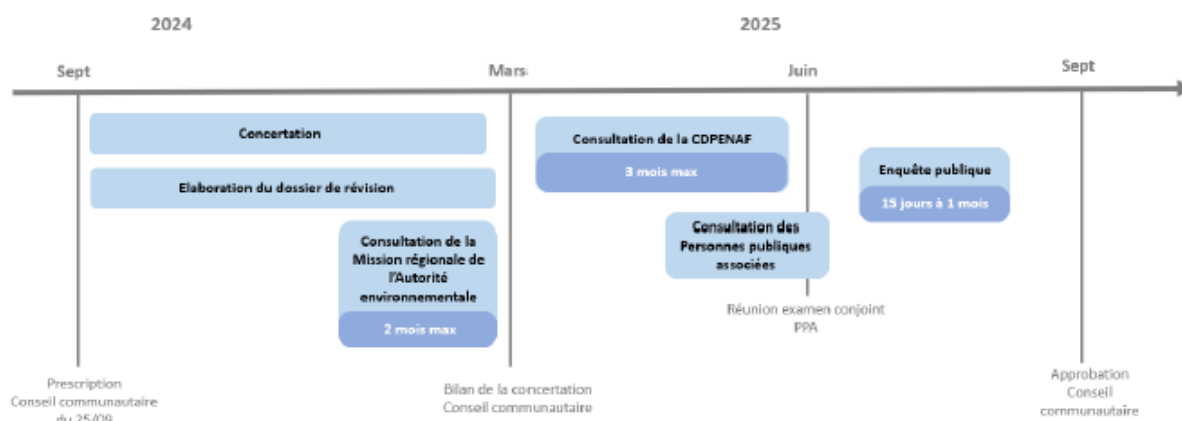 2024
2025
Sept
Mars
Juin
Sept
Concertation
Elaboration du dossier de révision
Consultation de la
Mission régionale de
l'Autorité
environnementale
2 mois max
Consultation de la CDPENAF
3 mois max
Consultation des
Personnes publiques
associées
Enquête publique
15 jours à 1 mois
Réunion examen conjoint
PPA
Prescription
Conseil communautaire
du 25/09
Bilan de la concertation
Conseil communautaire
Approbation
Conseil
communautaire